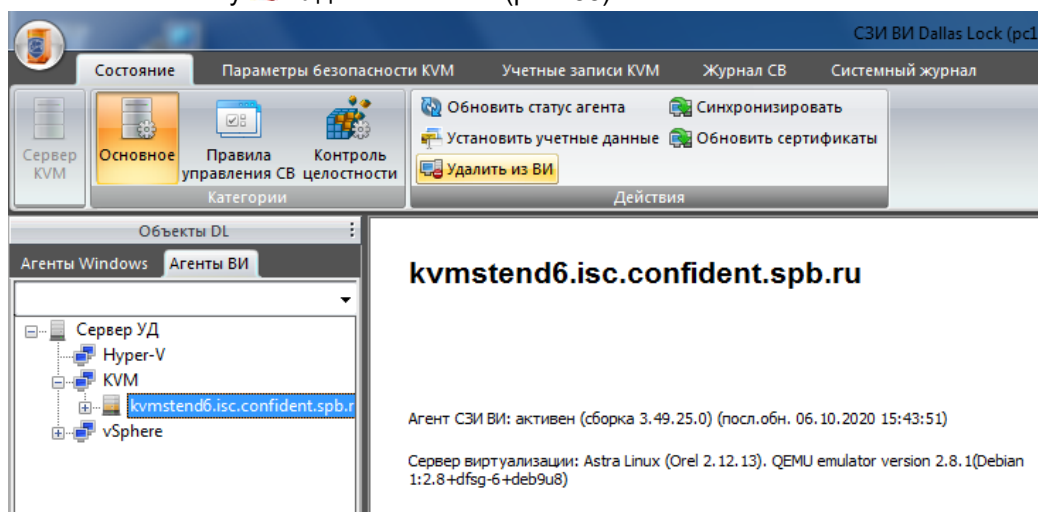 СЗИ ВИ Dallas Lock (pc1
Состояние Параметры безопасности KVM Учетные записи KVM Журнал СВ Системный журнал
Сервер KVM
Основное
Правила управления СВ
Контроль целостности
Категории
Обновить статус агента
Синхронизировать
Установить учетные данные
Обновить сертификаты
Удалить из ВИ
Действия
Объекты DL
Агенты Windows Агенты ВИ
Сервер УД
Hyper-V
KVM
kvmstend6.isc.confident.spb.r
vSphere
kvmstend6.isc.confident.spb.ru
Агент СЗИ ВИ: активен (сборка 3.49.25.0) (посл.обн. 06.10.2020 15:43:51)
Сервер виртуализации: Astra Linux (Orel 2.12.13). QEMU emulator version 2.8.1(Debian
1:2.8+dfsg-6+deb9u8)